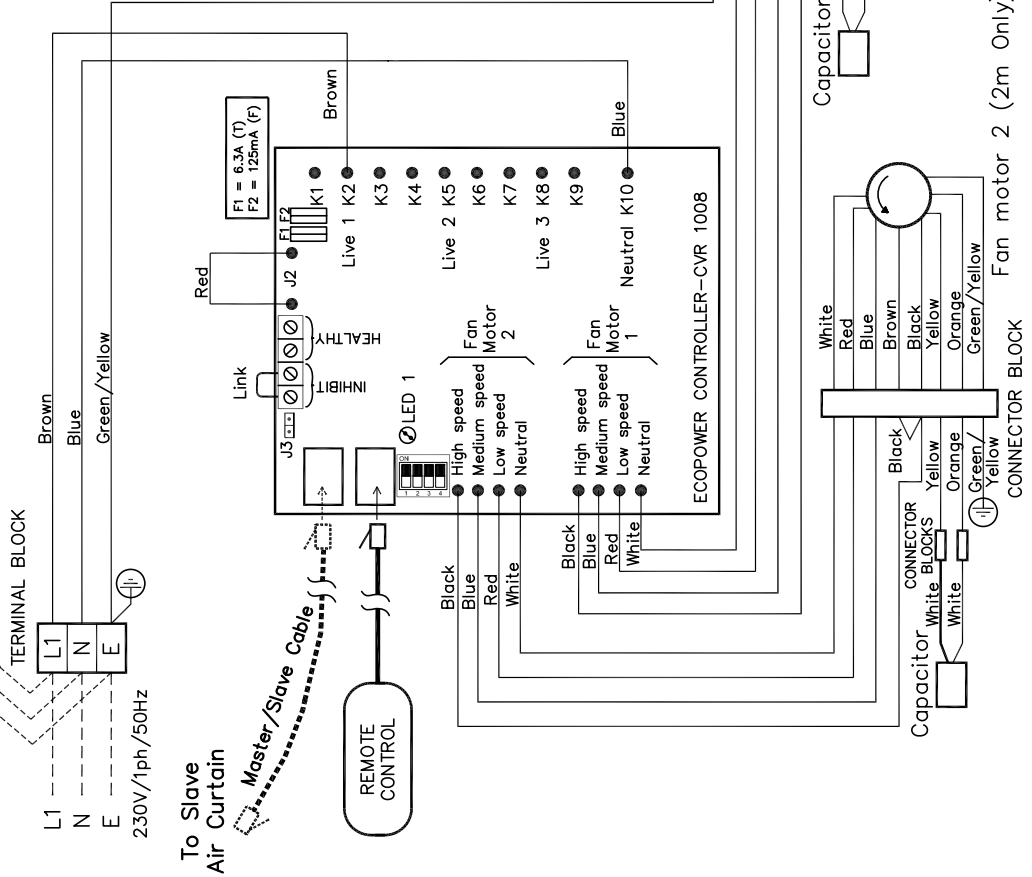 TERMINAL BLOCK
L1
N
E
L1
N
E
230V/1ph/50Hz
Brown
Blue
Green/Yellow
Brown
Blue
F1 = 6.3A (T)
F2 = 125mA (F)
F1
F2
Red
J2
K1
K2
K3
K4
K5
K6
K7
K8
K9
Live 1
Live 2
Live 3
Neutral K10
HEALTHY
INHIBIT
Link
J3
LED 1
ON
1 2 3 4
Fan
Motor
2
High speed
Medium speed
Low speed
Neutral
Fan
Motor
1
High speed
Medium speed
Low speed
Neutral
ECOPOWER CONTROLLER-CVR 1008
Black
Blue
Red
White
Black
Blue
Red
White
To Slave
Air Curtain
Master/Slave Cable
REMOTE
CONTROL
Capacitor
Fan motor 2 (2m Only)
White
Red
Blue
Brown
Black
Yellow
Orange
Green/Yellow
CONNECTOR BLOCK
Black
Yellow
Orange
Green/
Yellow
CONNECTOR
BLOCKS
White
White
Capacitor